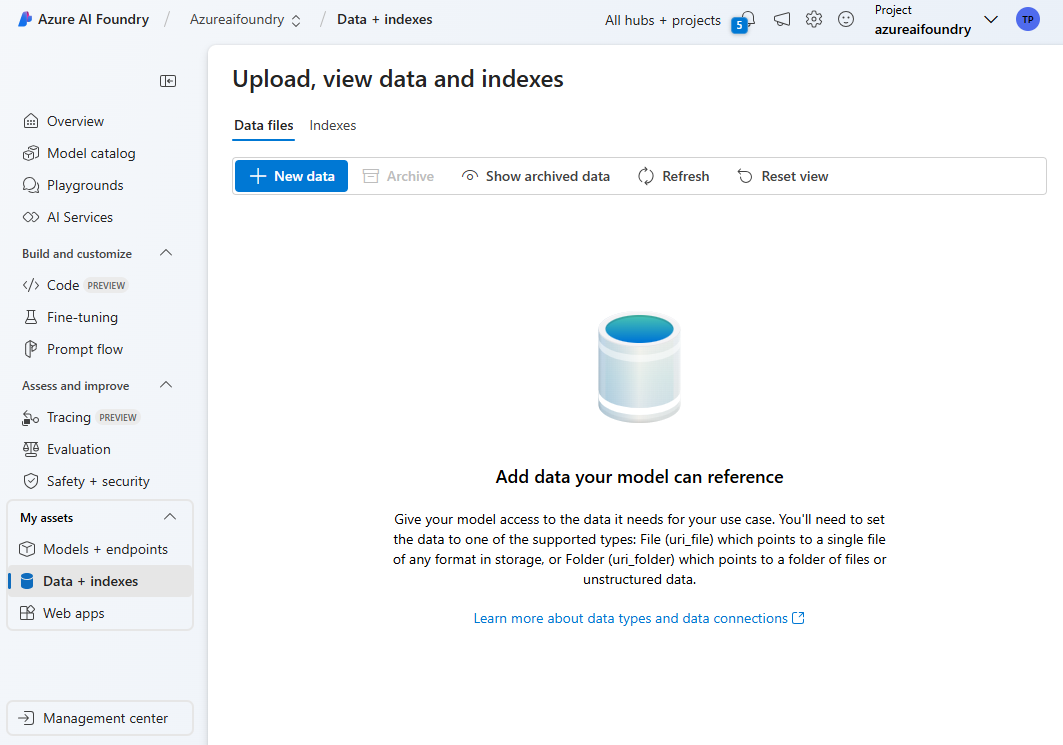 Azure AI Foundry / Azureaifoundry / Data + indexes
All hubs + projects
5
Project
azureaifoundry
TP
Overview
Model catalog
Playgrounds
AI Services
Build and customize
Code PREVIEW
Fine-tuning
Prompt flow
Assess and improve
Tracing PREVIEW
Evaluation
Safety + security
My assets
Models + endpoints
Data + indexes
Web apps
Management center
Upload, view data and indexes
Data files Indexes
New data Archive Show archived data Refresh Reset view
Add data your model can reference
Give your model access to the data it needs for your use case. You'll need to set
the data to one of the supported types: File (uri_file) which points to a single file
of any format in storage, or Folder (uri_folder) which points to a folder of files or
unstructured data.
Learn more about data types and data connections